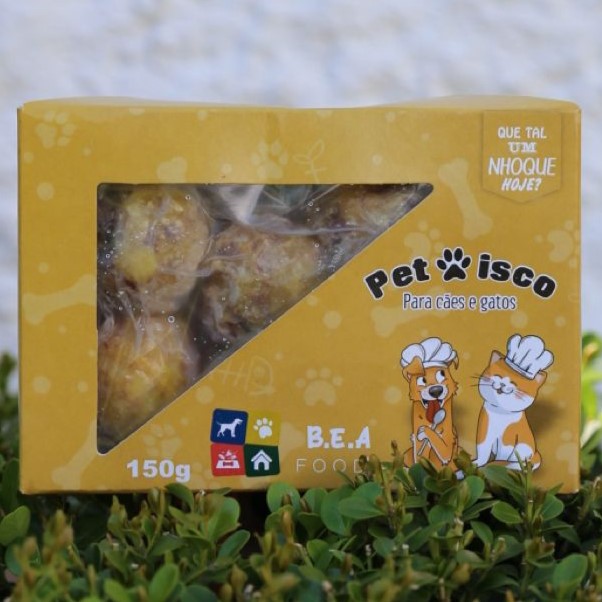 QUE TAL
UM
NHOQUE
HOJE?
Pet isco
Para cães e gatos
B.E.A
FOOD
150g